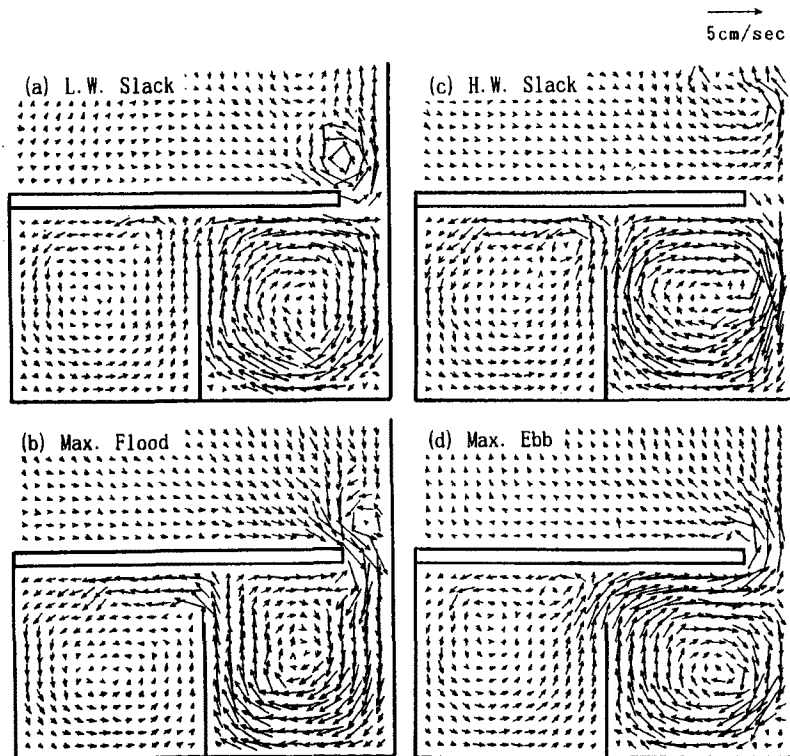 5cm/sec
(a) L.W. Slack
(c) H.W. Slack
(b) Max. Flood
(d) Max. Ebb